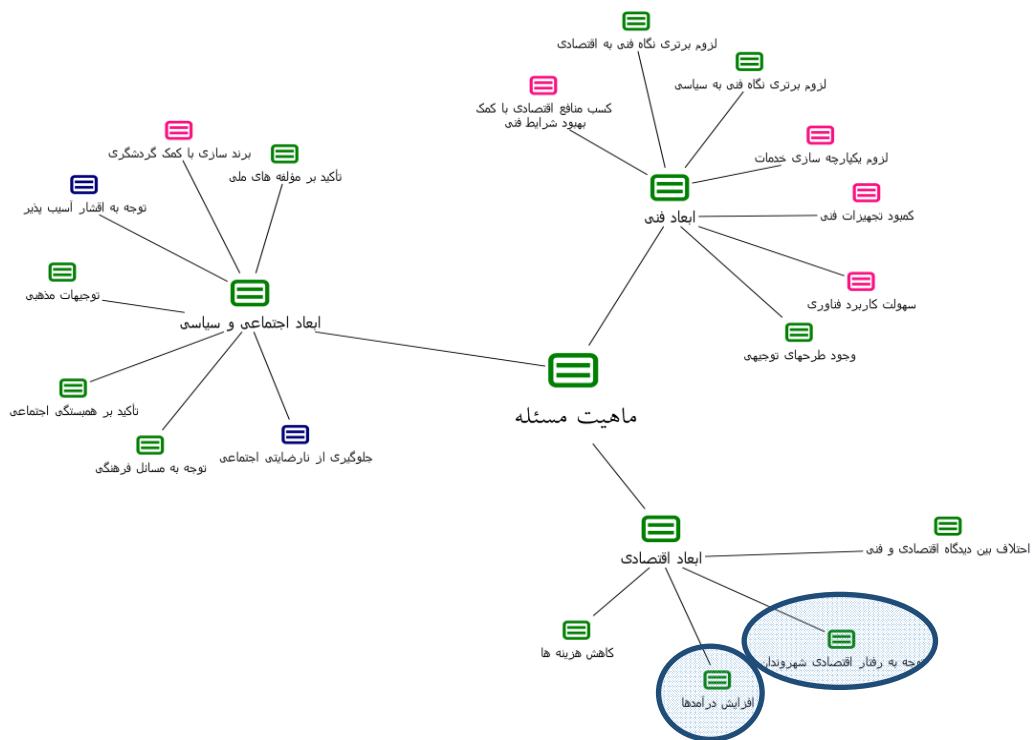 لزوم برتری نگاه فنی به اقتصادی
لزوم برتری نگاه فنی به سیاسی
کسب منافع اقتصادی با کمک
بهبود شرایط فنی
لزوم یکپارچه سازی خدمات
کمبود تجهیزات فنی
ابعاد فنی
سهولت کاربرد فناوری
وجود طرحهای توجیهی
برند سازی با کمک گردشگری
تأکید بر مؤلفه های ملی
توجه به اقشار آسیب پذیر
توجیهات مذهبی
ابعاد اجتماعی و سیاسی
تأکید بر همبستگی اجتماعی
توجه به مسائل فرهنگی
جلوگیری از نارضایتی اجتماعی
ماهیت مسئله
اختلاف بین دیدگاه اقتصادی و فنی
ابعاد اقتصادی
کاهش هزینه ها
توجه به رفتار اقتصادی شهروندان
افزایش درآمدها